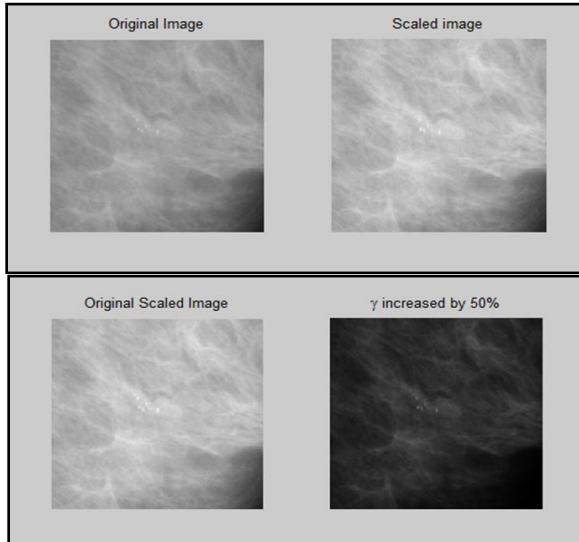 Original Image
Scaled image
Original Scaled Image
γ increased by 50%